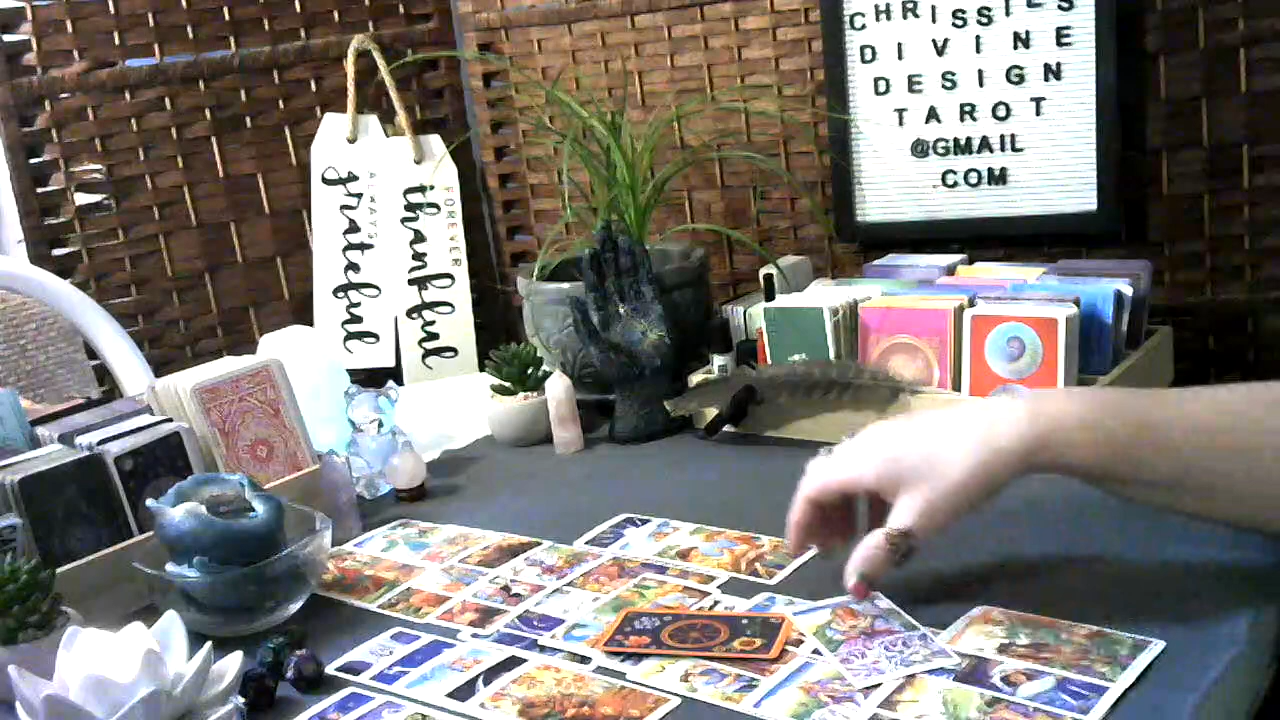 CHRISSIES
DIVINE
DESIGN
TAROT
@GMAIL
.COM
ALWAYS
grateful
FOREVER
thankful